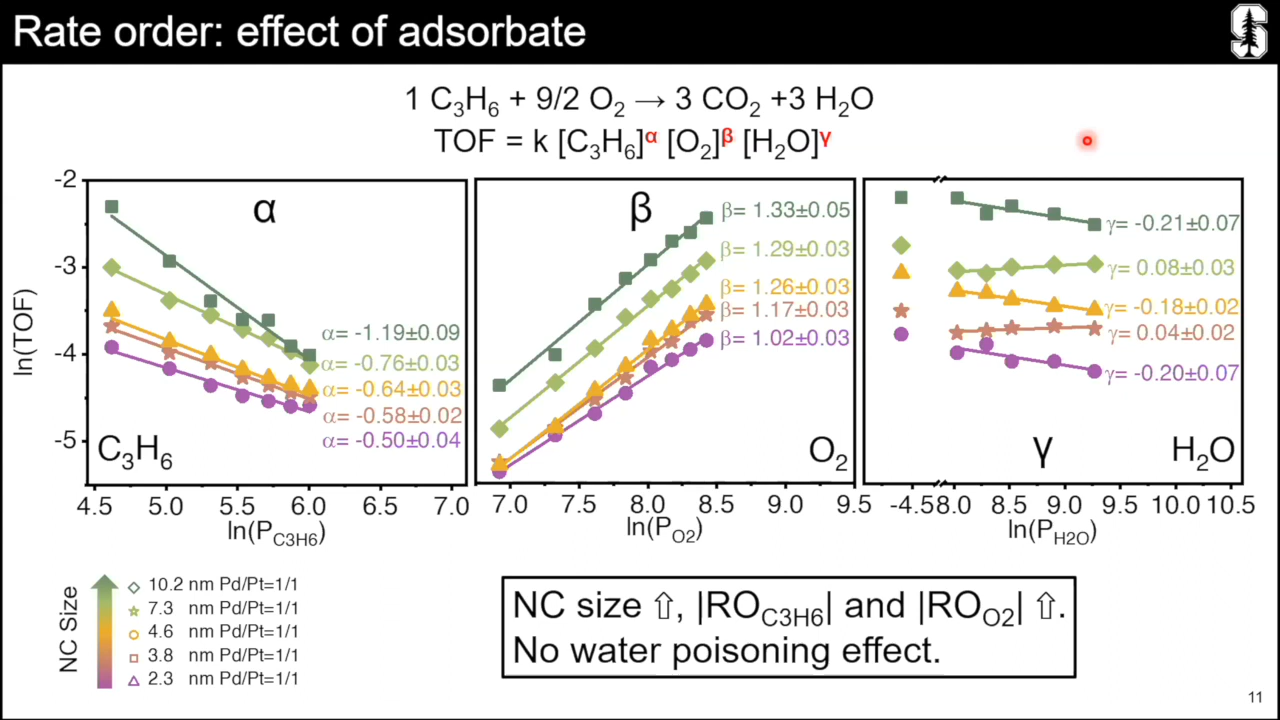 Rate order: effect of adsorbate
1 C₃H₆ + 9/2 O₂ → 3 CO₂ +3 H₂O
TOF = k [C₃H₆]^α [O₂]^β [H₂O]^γ
ln(TOF)
-2
-3
-4
-5
α
α= -1.19±0.09
α= -0.76±0.03
α= -0.64±0.03
α= -0.58±0.02
α= -0.50±0.04
C₃H₆
4.5 5.0 5.5 6.0 6.5 7.0
ln(P_C3H6)
β
β= 1.33±0.05
β= 1.29±0.03
β= 1.26±0.03
β= 1.17±0.03
β= 1.02±0.03
O₂
7.0 7.5 8.0 8.5 9.0 9.5
ln(P_O2)
γ= -0.21±0.07
γ= 0.08±0.03
γ= -0.18±0.02
γ= 0.04±0.02
γ= -0.20±0.07
γ
H₂O
-4.5 8.0 8.5 9.0 9.5 10.0 10.5
ln(P_H2O)
NC Size
10.2 nm Pd/Pt=1/1
7.3 nm Pd/Pt=1/1
4.6 nm Pd/Pt=1/1
3.8 nm Pd/Pt=1/1
2.3 nm Pd/Pt=1/1
NC size ⇧, |RO_C3H6| and |RO_O2| ⇧.
No water poisoning effect.
11